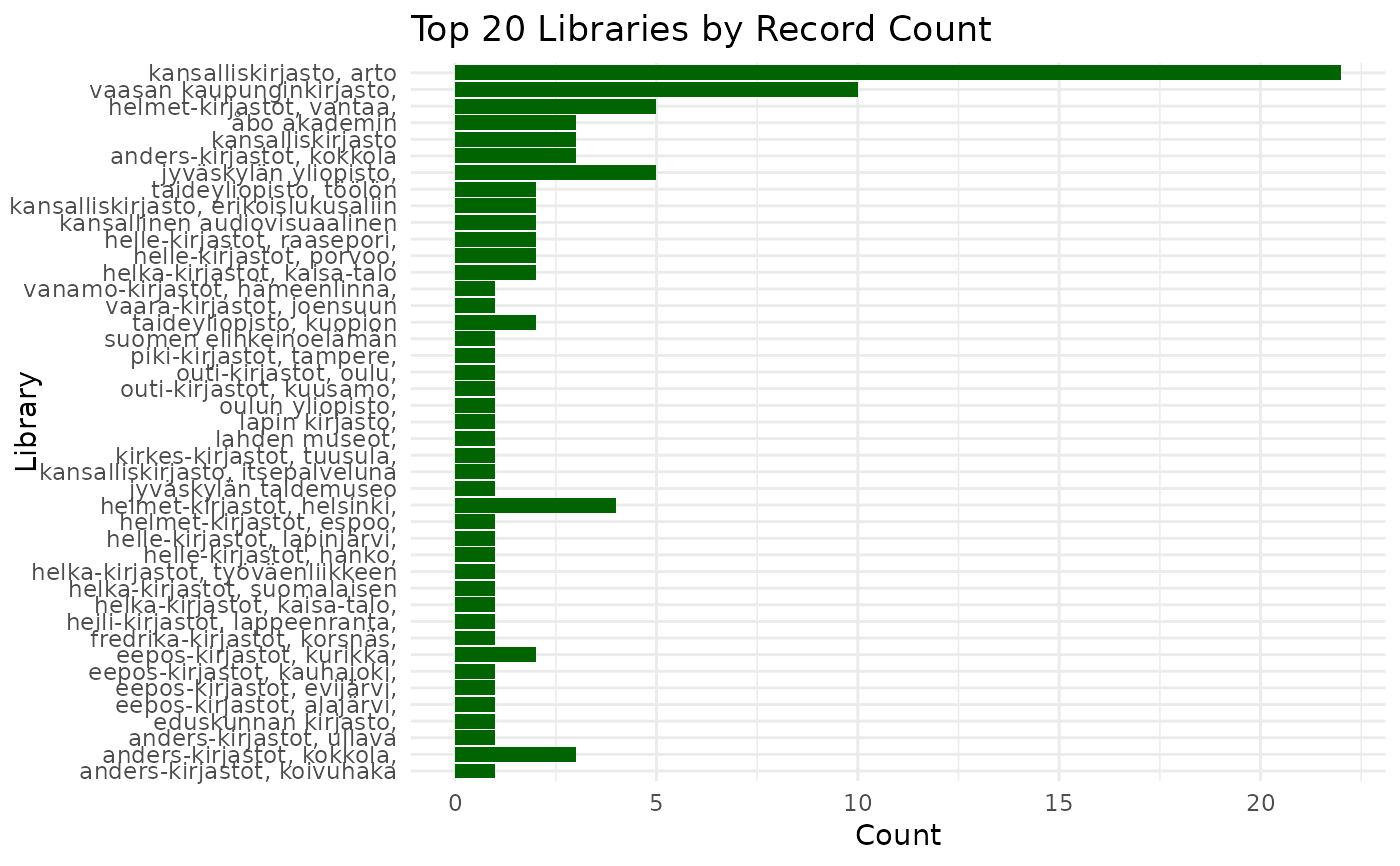 Top 20 Libraries by Record Count
kansalliskirjasto, arto
vaasan kaupunginkirjasto,
helmet-kirjastot, vantaa,
åbo akademin
kansalliskirjasto
anders-kirjastot, kokkola
jyväskylän yliopisto,
taideyliopisto, töölön
kansalliskirjasto, erikoislukusaliin
kansallinen audiovisuaalinen
helle-kirjastot, raasepori,
helle-kirjastot, porvoo,
helka-kirjastot, kaisa-talo
vanamo-kirjastot, hämeenlinna,
vaara-kirjastot, joensuun
taideyliopisto, kuopion
suomen elinkeinoelämän
piki-kirjastot, tampere,
outi-kirjastot, oulu,
outi-kirjastot, kuusamo,
oulun yliopisto,
lapin kirjasto,
lahden museot,
kirkes-kirjastot, tuusula,
kansalliskirjasto, itsepalveluna
jyväskylän taidemuseo
helmet-kirjastot, helsinki,
helmet-kirjastot, espoo,
helle-kirjastot, lapinjärvi,
helle-kirjastot, hanko,
helka-kirjastot, työväenliikkeen
helka-kirjastot, suomalaisen
helka-kirjastot, kaisa-talo,
heili-kirjastot, lappeenranta,
fredrika-kirjastot, korsnäs,
eepos-kirjastot, kurikka,
eepos-kirjastot, kauhajoki,
eepos-kirjastot, evijärvi,
eepos-kirjastot, alajärvi,
eduskunnan kirjasto,
anders-kirjastot, ullava
anders-kirjastot, kokkola,
anders-kirjastot, koivuhaka
Library
0 5 10 15 20
Count